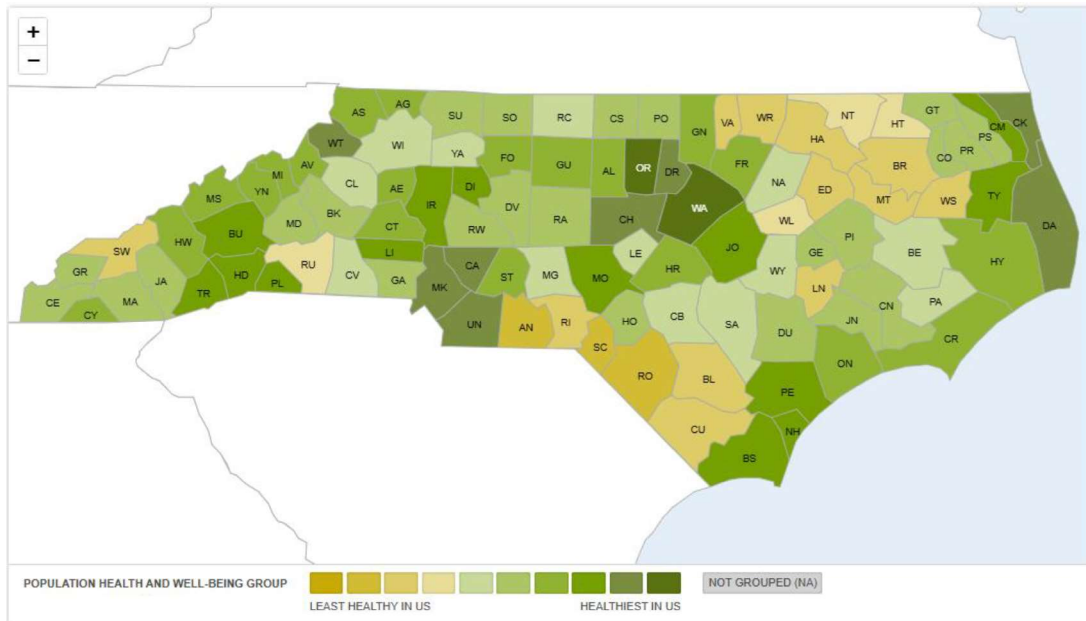 +
−
AS AG SU SO RC CS PO GN VA WR HA NT HT GT CM CK
WT WI YA FO GU AL OR DR FR NA BR CO PR PS
MI AV CL AE IR DI WA ED MT WS TY DA
MS YN MD BK CT RW DV RA CH WL
SW HW BU LI JO GE PI BE HY
GR JA RU CV GA CA ST MG LE HR WY
CE MA CY TR HD PL MK MO LN CN PA
UN AN RI SC HO CB SA DU JN CR
RO BL ON
PE
CU NH
BS
POPULATION HEALTH AND WELL-BEING GROUP
NOT GROUPED (NA)
LEAST HEALTHY IN US HEALTHIEST IN US